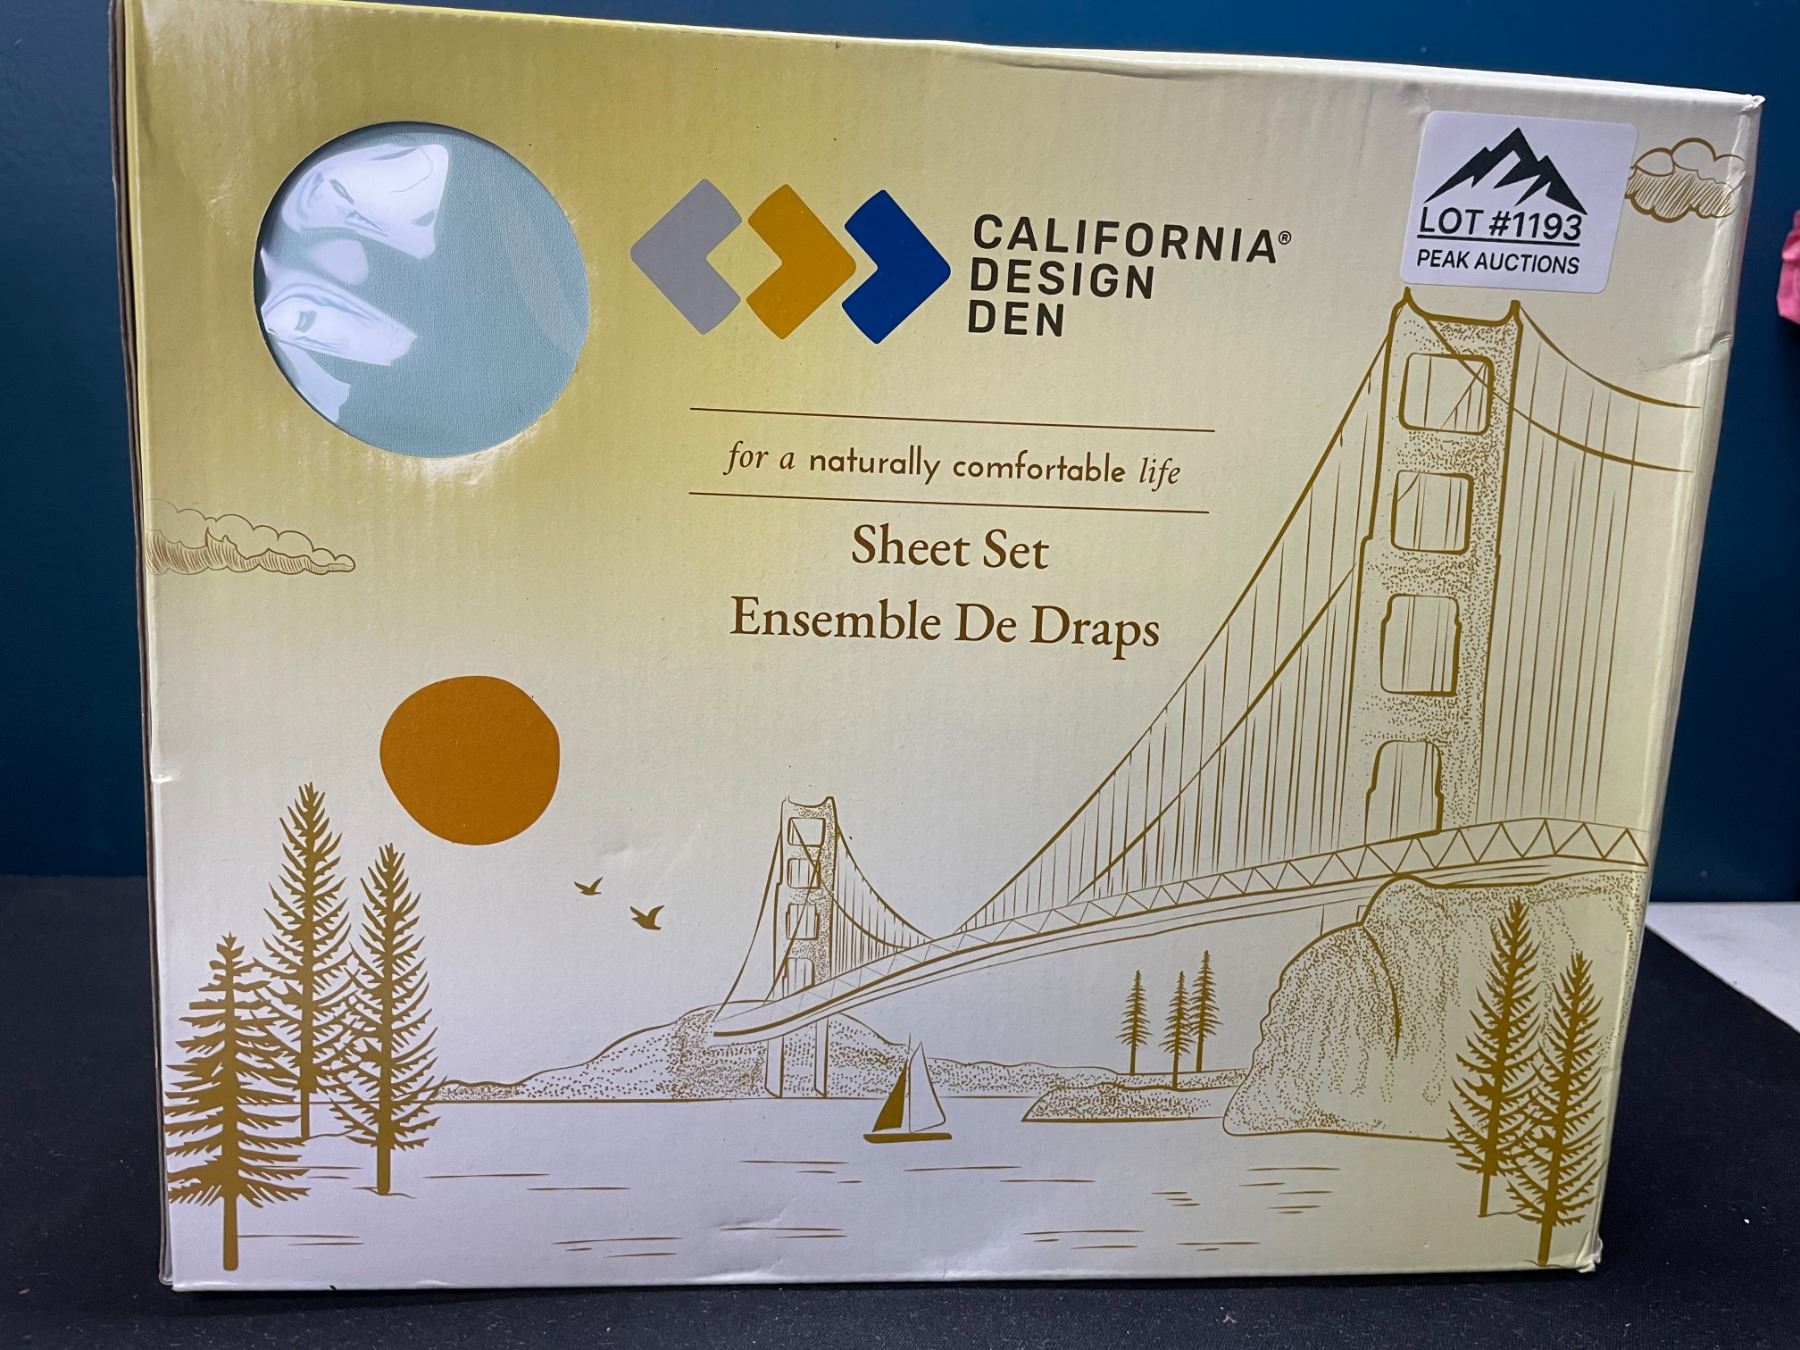 CALIFORNIA®
DESIGN
DEN
LOT #1193
PEAK AUCTIONS
for a naturally comfortable life
Sheet Set
Ensemble De Draps